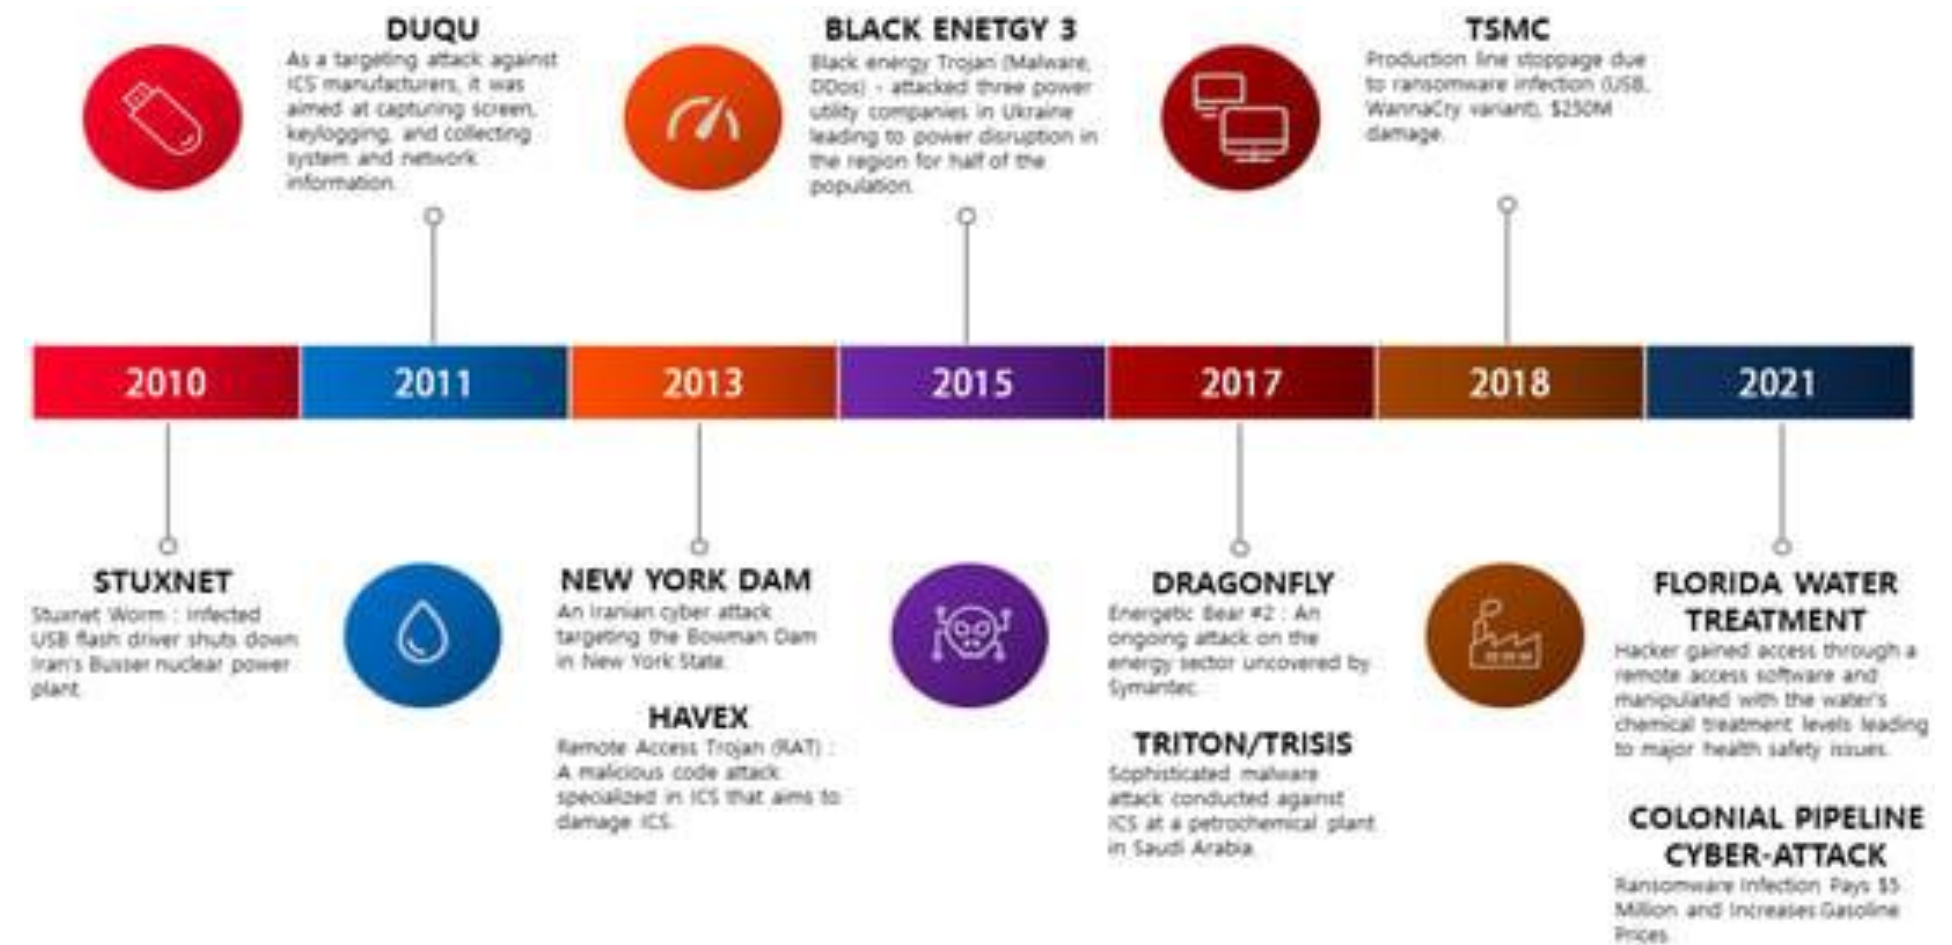 DUQU
As a targeting attack against
ICS manufacturers, it was
aimed at capturing screen,
keylogging, and collecting
system and network
information.
BLACK ENETGY 3
Black energy Trojan (Malware,
DDos) - attacked three power
utility companies in Ukraine
leading to power disruption in
the region for half of the
population.
TSMC
Production line stoppage due
to ransomware infection (USB,
WannaCry variant), $250M
damage.
2010
2011
2013
2015
2017
2018
2021
STUXNET
Stuxnet Worm : Infected
USB flash driver shuts down
Iran's Busser nuclear power
plant.
NEW YORK DAM
An Iranian cyber attack
targeting the Bowman Dam
in New York State.
HAVEX
Remote Access Trojan (RAT) :
A malicious code attack
specialized in ICS that aims to
damage ICS.
DRAGONFLY
Energetic Bear #2 : An
ongoing attack on the
energy sector uncovered by
Symantec.
TRITON/TRISIS
Sophisticated malware
attack conducted against
ICS at a petrochemical plant
in Saudi Arabia.
FLORIDA WATER
TREATMENT
Hacker gained access through a
remote access software and
manipulated with the water's
chemical treatment levels leading
to major health safety issues.
COLONIAL PIPELINE
CYBER-ATTACK
Ransomware Infection Pays $5
Million and Increases Gasoline
Prices